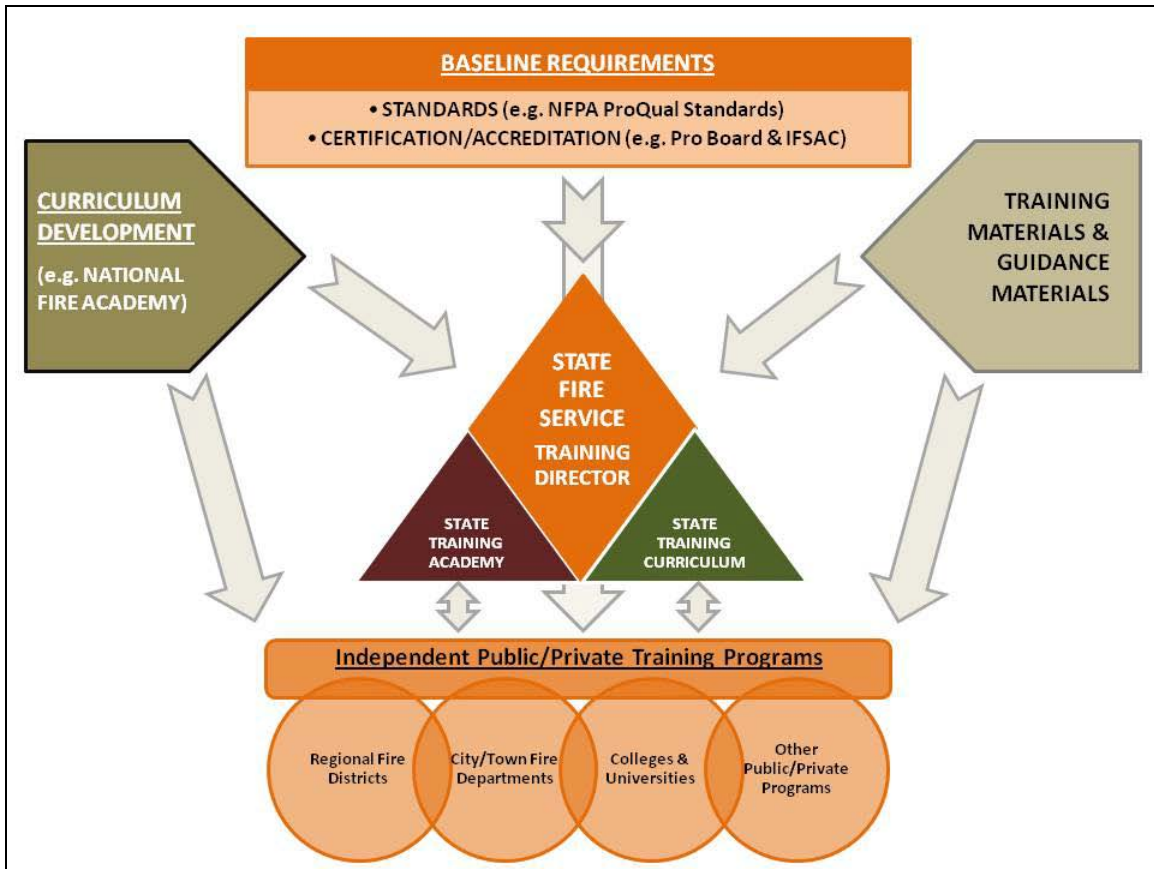 BASELINE REQUIREMENTS
• STANDARDS (e.g. NFPA ProQual Standards)
• CERTIFICATION/ACCREDITATION (e.g. Pro Board & IFSAC)
CURRICULUM
DEVELOPMENT
(e.g. NATIONAL
FIRE ACADEMY)
TRAINING
MATERIALS &
GUIDANCE
MATERIALS
STATE
FIRE
SERVICE
TRAINING
DIRECTOR
STATE
TRAINING
ACADEMY
STATE
TRAINING
CURRICULUM
Independent Public/Private Training Programs
Regional Fire
Districts
City/Town Fire
Departments
Colleges &
Universities
Other
Public/Private
Programs